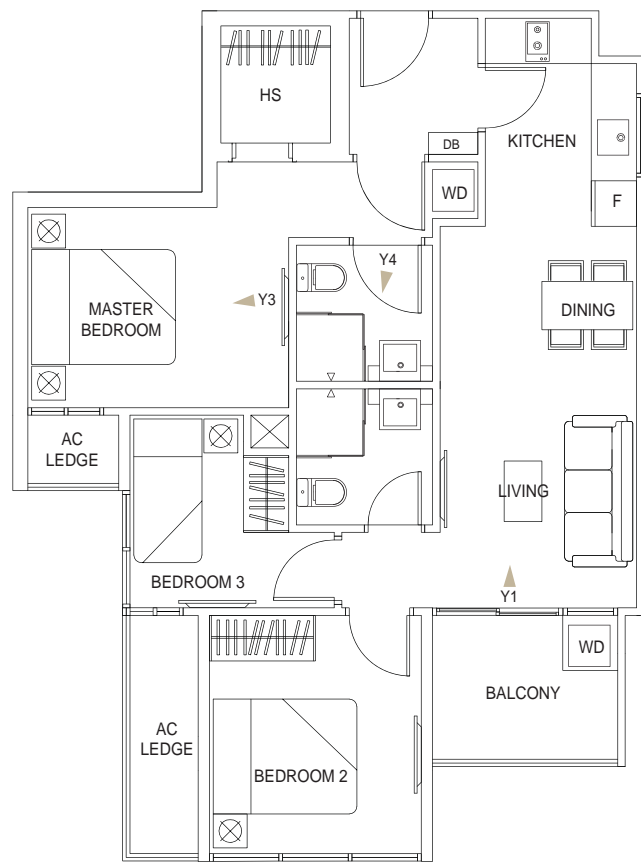 HS
DB
KITCHEN
WD
F
Y4
Y3
MASTER
BEDROOM
DINING
AC
LEDGE
LIVING
BEDROOM 3
Y1
WD
BALCONY
AC
LEDGE
BEDROOM 2